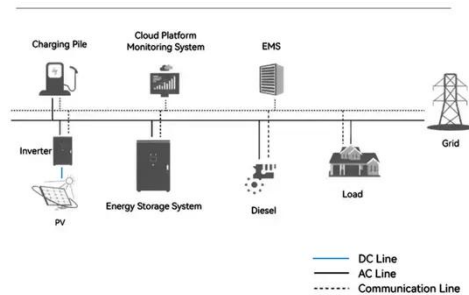 Charging Pile
Cloud Platform
Monitoring System
EMS
Grid
Inverter
PV
Energy Storage System
Diesel
Load
DC Line
AC Line
Communication Line